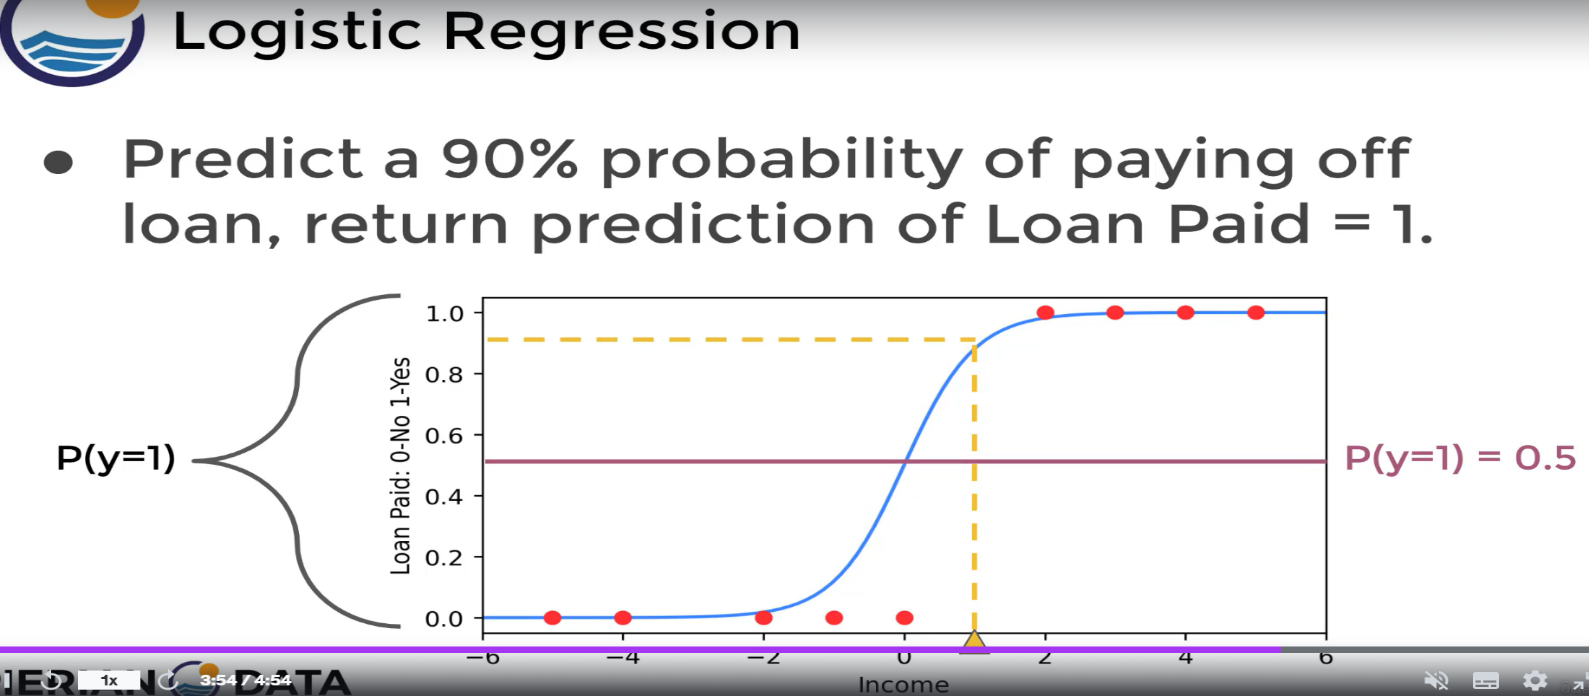 Logistic Regression
● Predict a 90% probability of paying off
loan, return prediction of Loan Paid = 1.
P(y=1)
Loan Paid: 0-No 1-Yes
1.0
0.8
0.6
0.4
0.2
0.0
P(y=1) = 0.5
−6 −4 −2 0 2 4 6
Income
1x
3:54 / 4:54
DATA